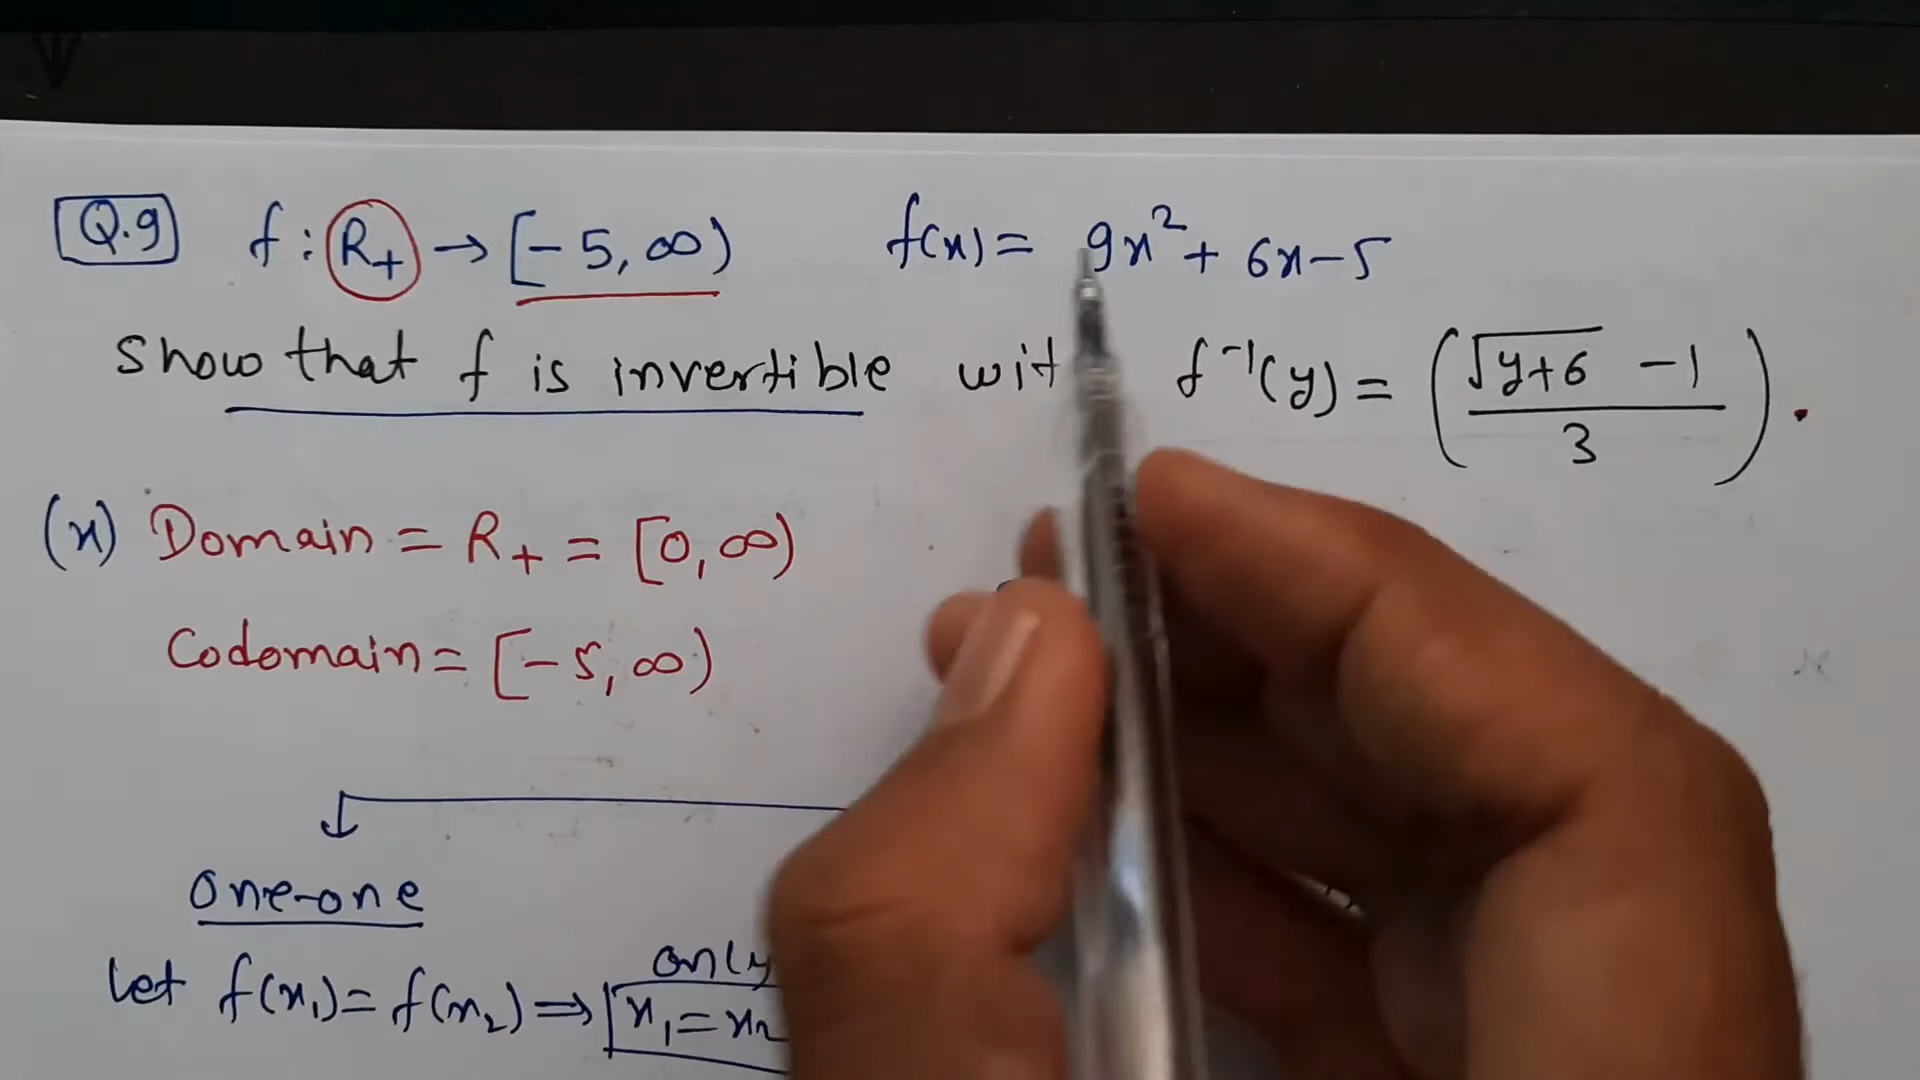 Q.9 f : R+ → [-5, ∞) f(x) = 9x² + 6x - 5
Show that f is invertible wit f⁻¹(y) = ((√(y+6) - 1)/3).
(x) Domain = R+ = [0, ∞)
Codomain = [-5, ∞)
one-one
only
Let f(x₁) = f(x₂) ⇒ x₁ = x₂